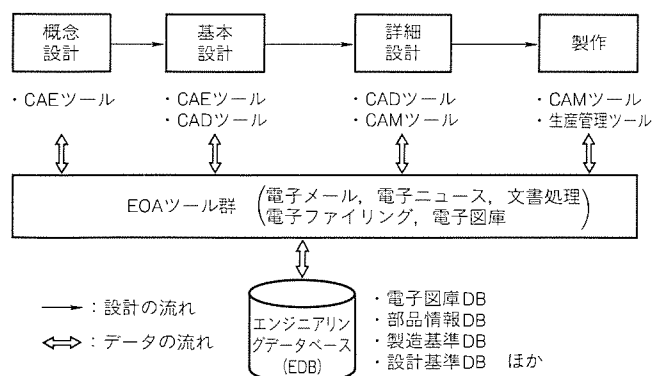 概念
設計
基本
設計
詳細
設計
製作
・CAEツール
・CAEツール
・CADツール
・CADツール
・CAMツール
・CAMツール
・生産管理ツール
EOAツール群
(電子メール，電子ニュース，文書処理
電子ファイリング，電子図庫)
→：設計の流れ
⇔：データの流れ
エンジニアリン
グデータベース
(EDB)
・電子図庫DB
・部品情報DB
・製造基準DB
・設計基準DB ほか